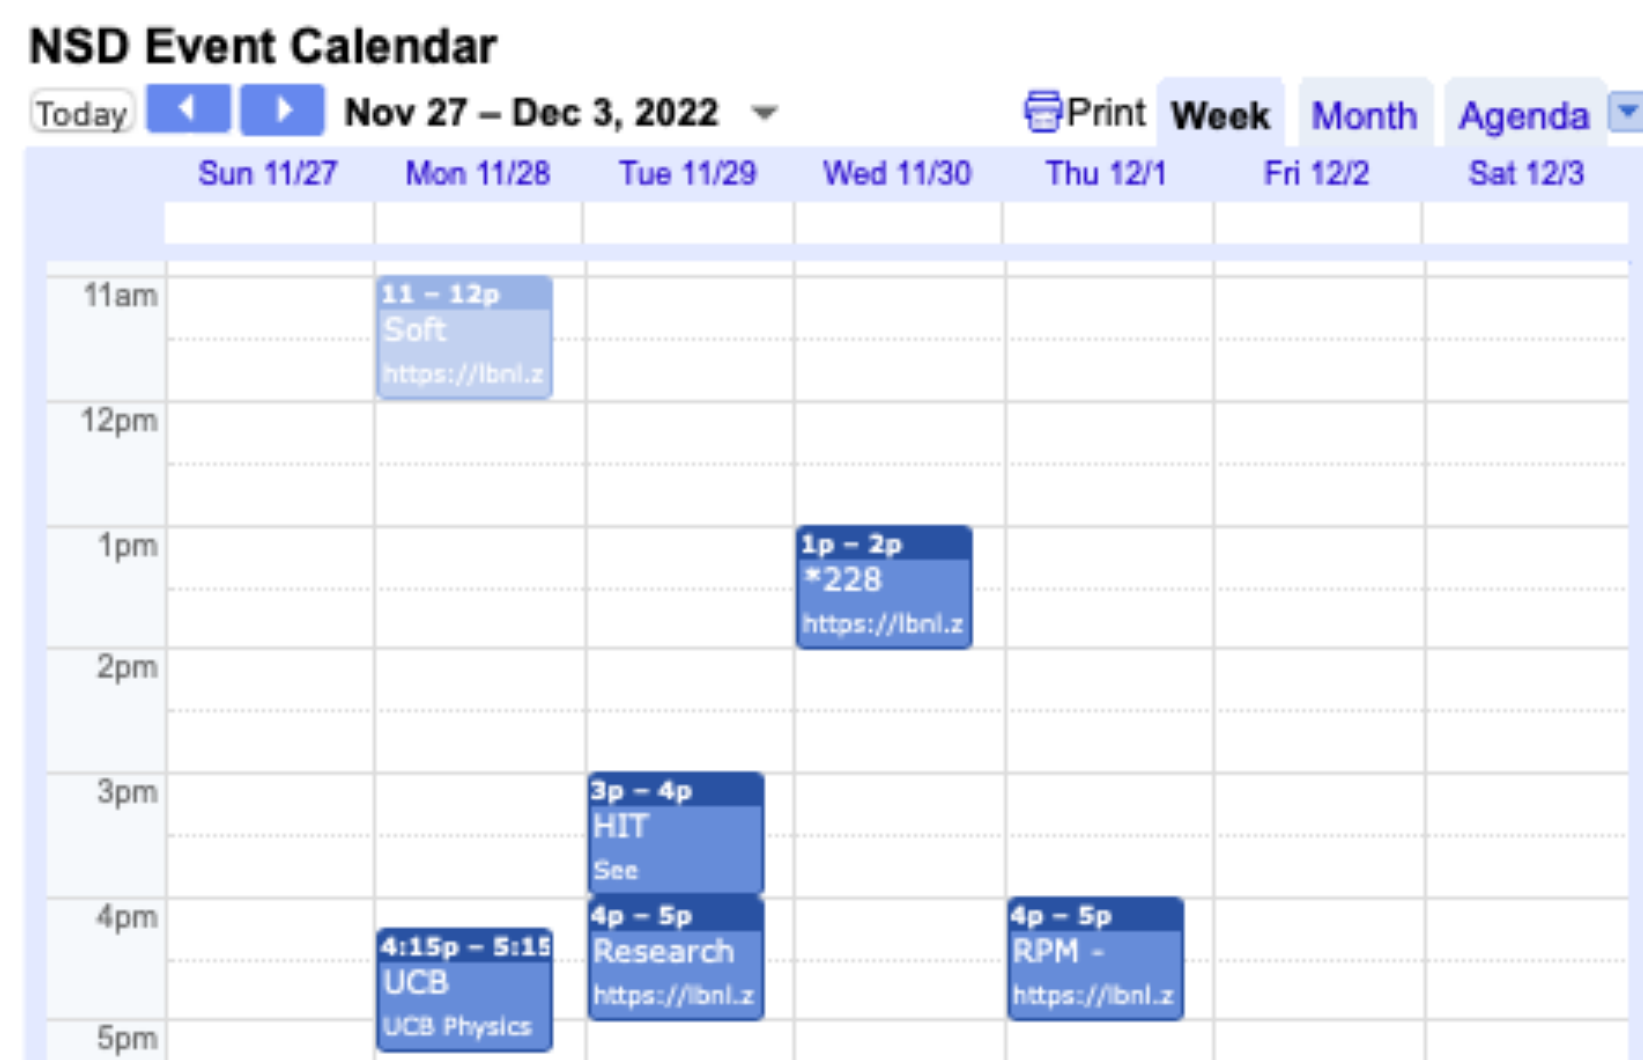 NSD Event Calendar
Today Nov 27 – Dec 3, 2022 Print Week Month Agenda
Sun 11/27 Mon 11/28 Tue 11/29 Wed 11/30 Thu 12/1 Fri 12/2 Sat 12/3
11am
11 – 12p
Soft
https://lbnl.z
12pm
1pm
1p – 2p
*228
https://lbnl.z
2pm
3pm
3p – 4p
HIT
See
4pm
4:15p – 5:15
UCB
UCB Physics
4p – 5p
Research
https://lbnl.z
4p – 5p
RPM -
https://lbnl.z
5pm